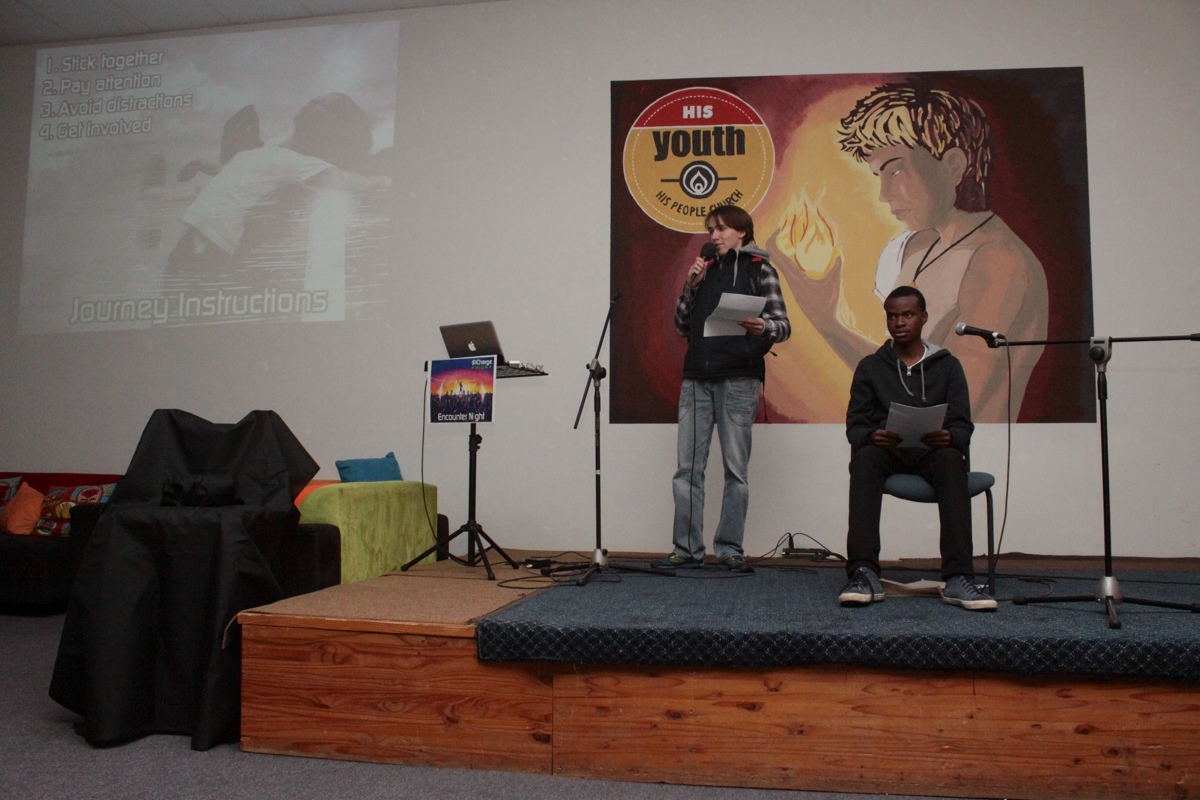 1. Stick together
2. Pay attention
3. Avoid distractions
4. Get involved
Journey Instructions
HIS
youth
HIS PEOPLE CHURCH
Encounter Night